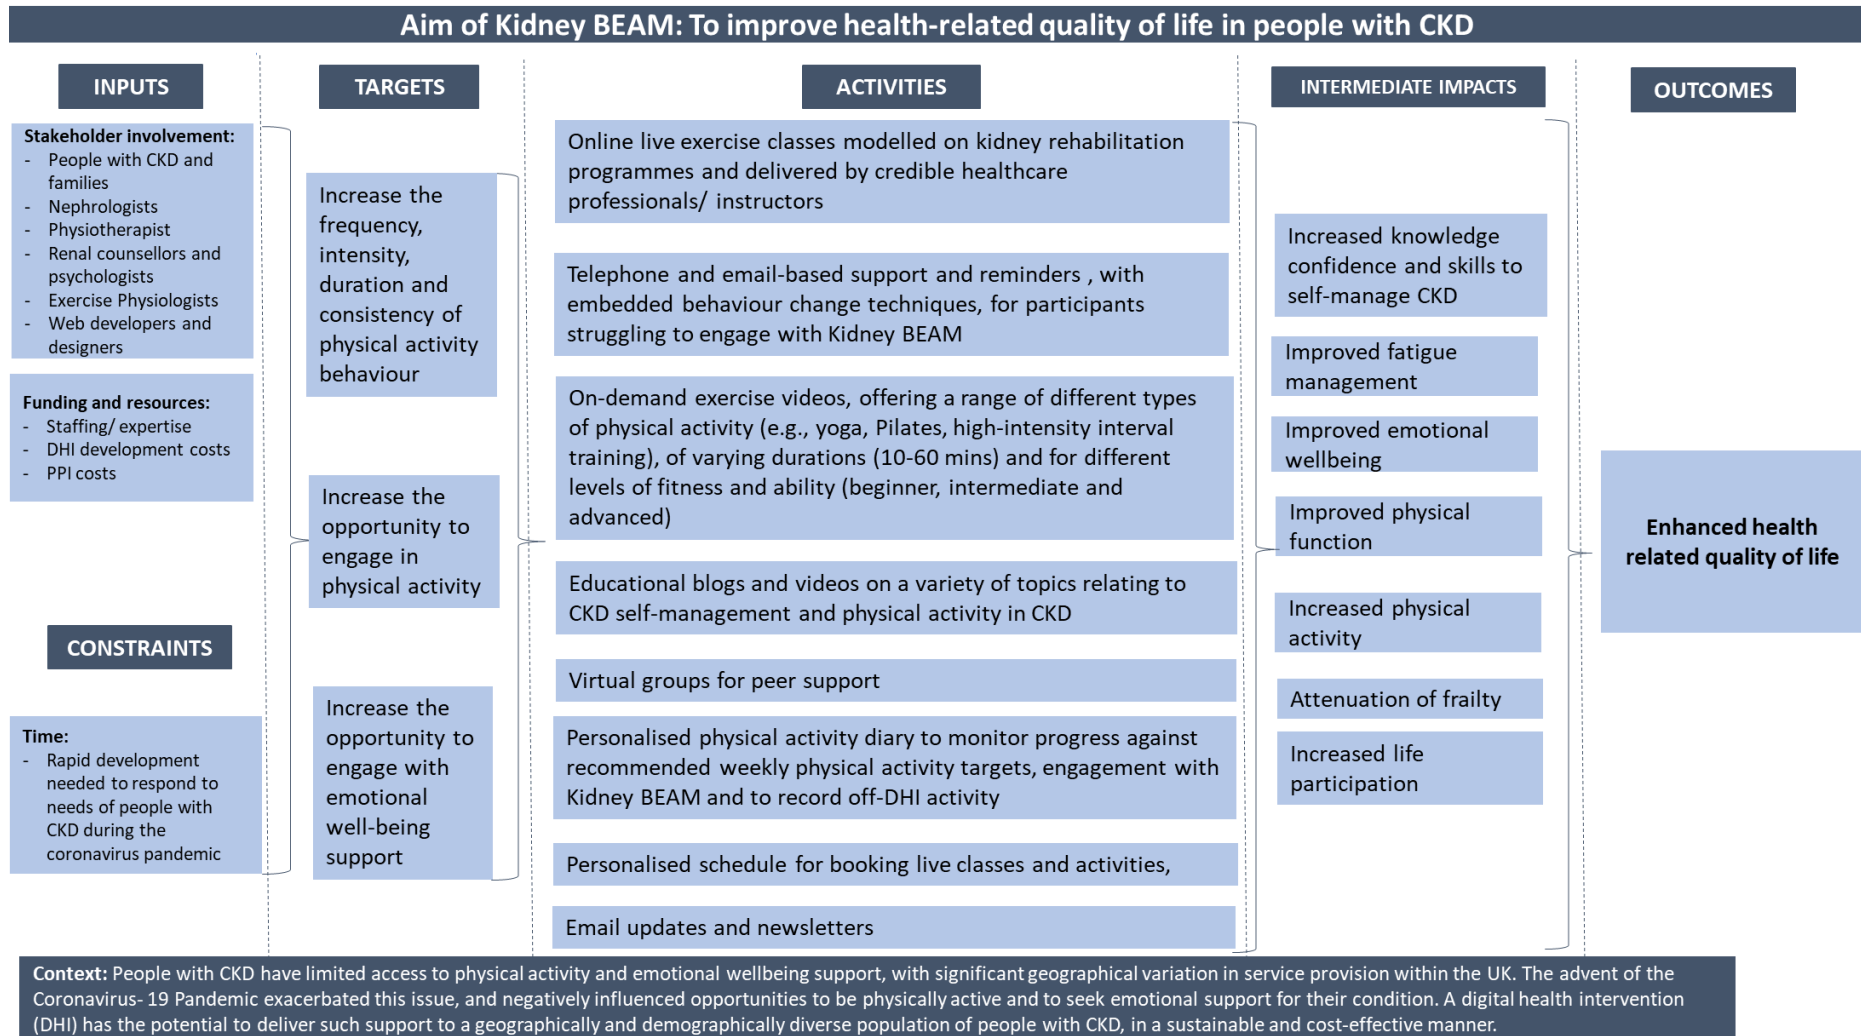 Aim of Kidney BEAM: To improve health-related quality of life in people with CKD
INPUTS
Stakeholder involvement:
- People with CKD and
families
- Nephrologists
- Physiotherapist
- Renal counsellors and
psychologists
- Exercise Physiologists
- Web developers and
designers
Funding and resources:
- Staffing/ expertise
- DHI development costs
- PPI costs
CONSTRAINTS
Time:
- Rapid development
needed to respond to
needs of people with
CKD during the
coronavirus pandemic
TARGETS
Increase the
frequency,
intensity,
duration and
consistency of
physical activity
behaviour
Increase the
opportunity to
engage in
physical activity
Increase the
opportunity to
engage with
emotional
well-being
support
ACTIVITIES
Online live exercise classes modelled on kidney rehabilitation
programmes and delivered by credible healthcare
professionals/ instructors
Telephone and email-based support and reminders , with
embedded behaviour change techniques, for participants
struggling to engage with Kidney BEAM
On-demand exercise videos, offering a range of different types
of physical activity (e.g., yoga, Pilates, high-intensity interval
training), of varying durations (10-60 mins) and for different
levels of fitness and ability (beginner, intermediate and
advanced)
Educational blogs and videos on a variety of topics relating to
CKD self-management and physical activity in CKD
Virtual groups for peer support
Personalised physical activity diary to monitor progress against
recommended weekly physical activity targets, engagement with
Kidney BEAM and to record off-DHI activity
Personalised schedule for booking live classes and activities,
Email updates and newsletters
INTERMEDIATE IMPACTS
Increased knowledge
confidence and skills to
self-manage CKD
Improved fatigue
management
Improved emotional
wellbeing
Improved physical
function
Increased physical
activity
Attenuation of frailty
Increased life
participation
OUTCOMES
Enhanced health
related quality of life
Context: People with CKD have limited access to physical activity and emotional wellbeing support, with significant geographical variation in service provision within the UK. The advent of the
Coronavirus- 19 Pandemic exacerbated this issue, and negatively influenced opportunities to be physically active and to seek emotional support for their condition. A digital health intervention
(DHI) has the potential to deliver such support to a geographically and demographically diverse population of people with CKD, in a sustainable and cost-effective manner.